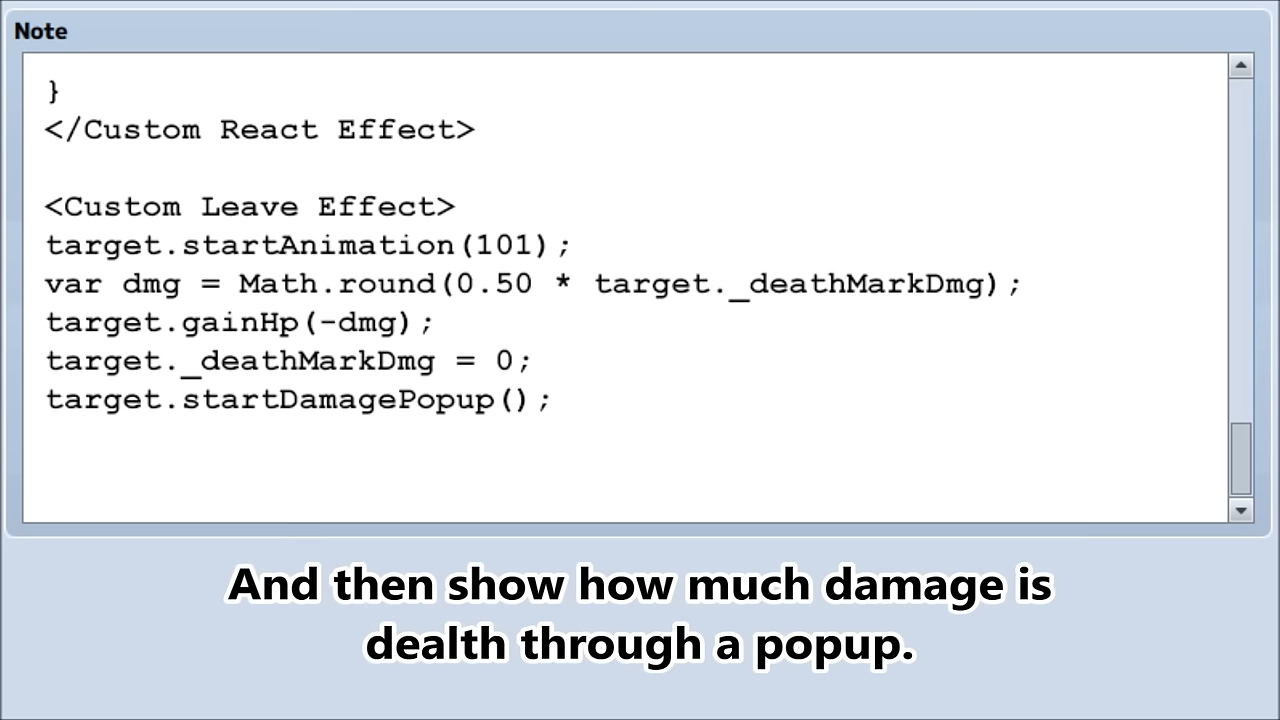 Note
}
</Custom React Effect>
<Custom Leave Effect>
target.startAnimation(101);
var dmg = Math.round(0.50 * target._deathMarkDmg);
target.gainHp(-dmg);
target._deathMarkDmg = 0;
target.startDamagePopup();
And then show how much damage is
dealth through a popup.